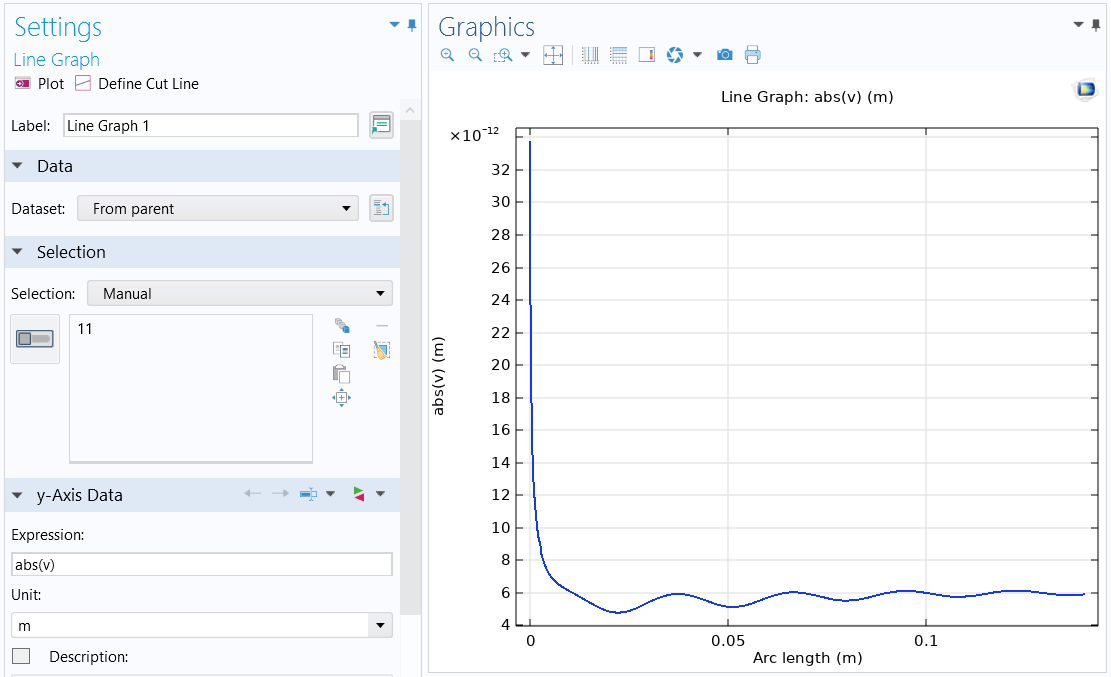 Settings
Line Graph
Plot Define Cut Line
Label: Line Graph 1
Data
Dataset: From parent
Selection
Selection: Manual
11
y-Axis Data
Expression:
abs(v)
Unit:
m
Description:
Graphics
Line Graph: abs(v) (m)
×10⁻¹²
32
30
28
26
24
22
20
18
16
14
12
10
8
6
4
abs(v) (m)
0 0.05 0.1
Arc length (m)